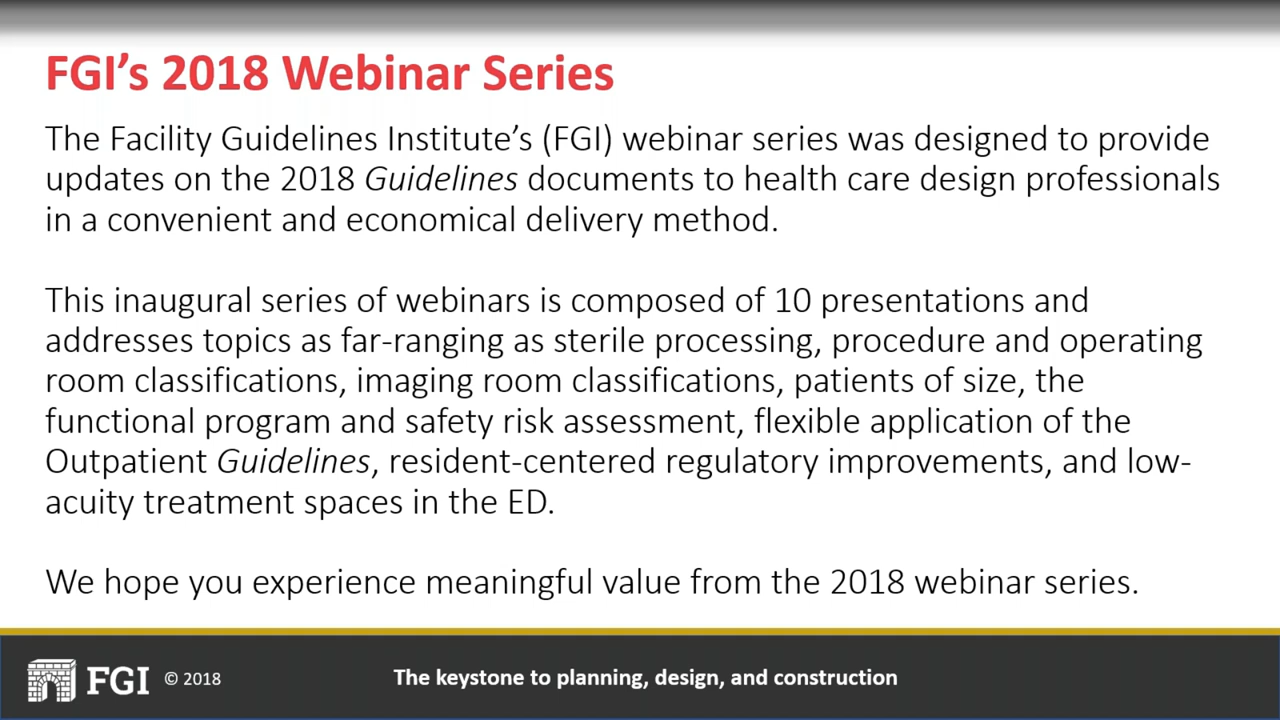 FGI’s 2018 Webinar Series
The Facility Guidelines Institute’s (FGI) webinar series was designed to provide
updates on the 2018 Guidelines documents to health care design professionals
in a convenient and economical delivery method.
This inaugural series of webinars is composed of 10 presentations and
addresses topics as far-ranging as sterile processing, procedure and operating
room classifications, imaging room classifications, patients of size, the
functional program and safety risk assessment, flexible application of the
Outpatient Guidelines, resident-centered regulatory improvements, and low-
acuity treatment spaces in the ED.
We hope you experience meaningful value from the 2018 webinar series.
FGI © 2018
The keystone to planning, design, and construction